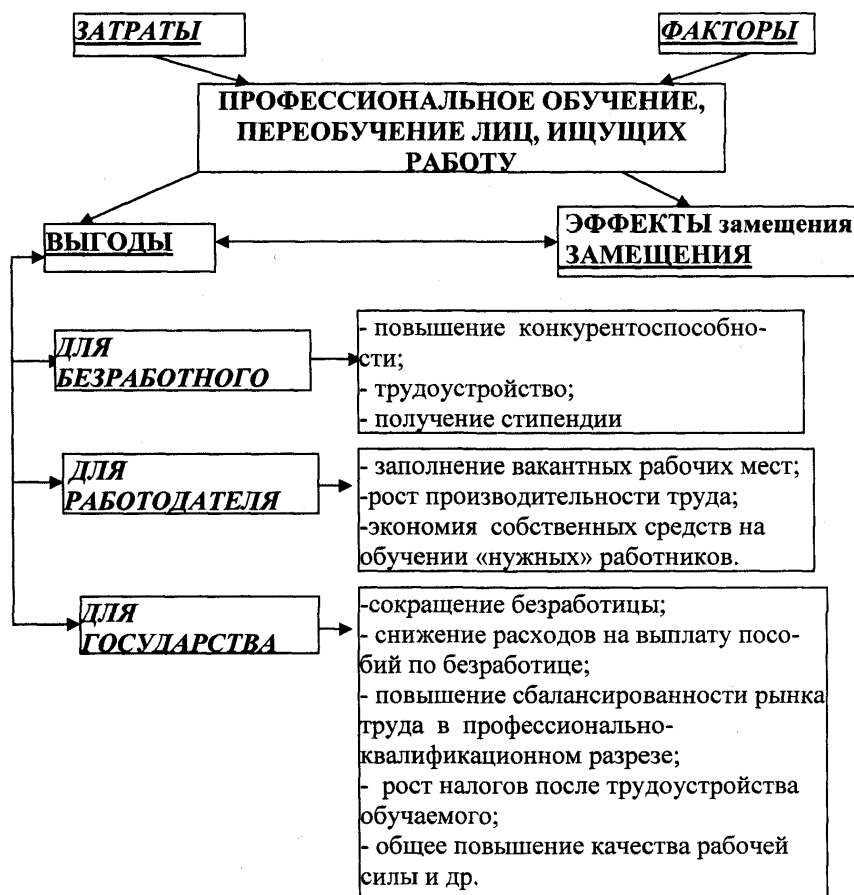 ЗАТРАТЫ
ФАКТОРЫ
ПРОФЕССИОНАЛЬНОЕ ОБУЧЕНИЕ,
ПЕРЕОБУЧЕНИЕ ЛИЦ, ИЩУЩИХ
РАБОТУ
ВЫГОДЫ
ЭФФЕКТЫ замещения
ЗАМЕЩЕНИЯ
ДЛЯ
БЕЗРАБОТНОГО
- повышение конкурентоспособно-
сти;
- трудоустройство;
- получение стипендии
ДЛЯ
РАБОТОДАТЕЛЯ
- заполнение вакантных рабочих мест;
-рост производительности труда;
-экономия собственных средств на
обучении «нужных» работников.
ДЛЯ
ГОСУДАРСТВА
-сокращение безработицы;
- снижение расходов на выплату посо-
бий по безработице;
- повышение сбалансированности рынка
труда в профессионально-
квалификационном разрезе;
- рост налогов после трудоустройства
обучаемого;
- общее повышение качества рабочей
силы и др.